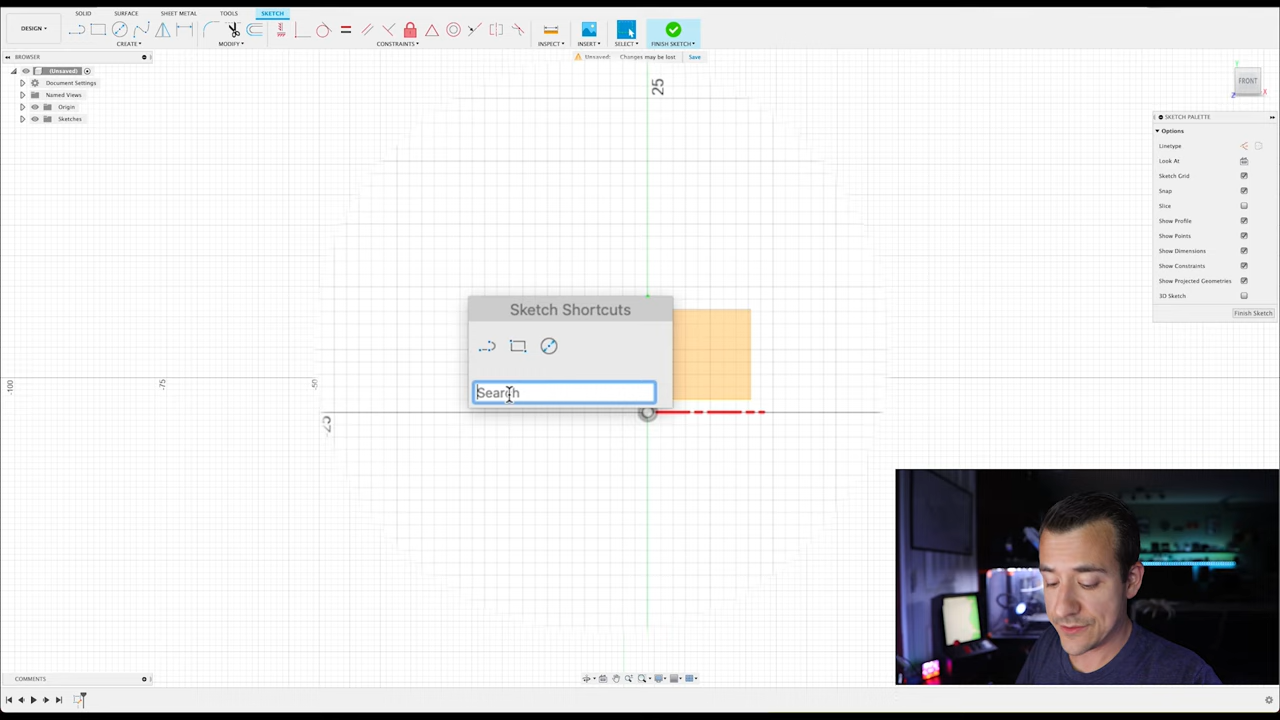 SOLID SURFACE SHEET METAL TOOLS SKETCH
DESIGN
CREATE MODIFY CONSTRAINTS INSPECT INSERT SELECT FINISH SKETCH
BROWSER
Unsaved: Changes may be lost Save
(Unsaved)
Document Settings
Named Views
Origin
Sketches
25
FRONT
Y
X
Z
SKETCH PALETTE
Options
Linetype
Look At
Sketch Grid
Snap
Slice
Show Profile
Show Points
Show Dimensions
Show Constraints
Show Projected Geometries
3D Sketch
Finish Sketch
Sketch Shortcuts
Search
-100
-75
-50
-25
COMMENTS